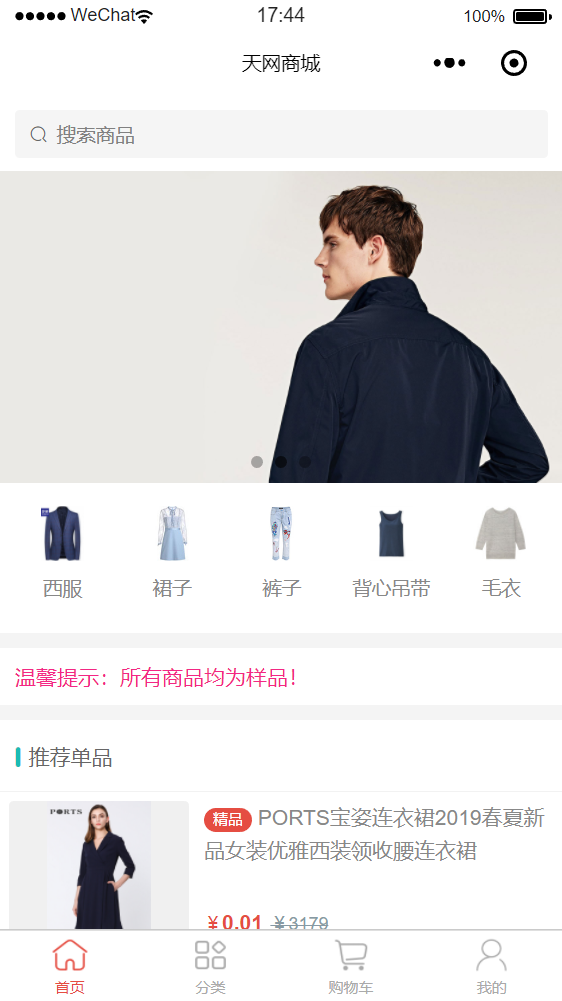 WeChat 17:44 100%
天网商城
搜索商品
西服 裙子 裤子 背心吊带 毛衣
温馨提示：所有商品均为样品！
推荐单品
PORTS
精品 PORTS宝姿连衣裙2019春夏新
品女装优雅西装领收腰连衣裙
￥0.01 ￥3179
首页 分类 购物车 我的